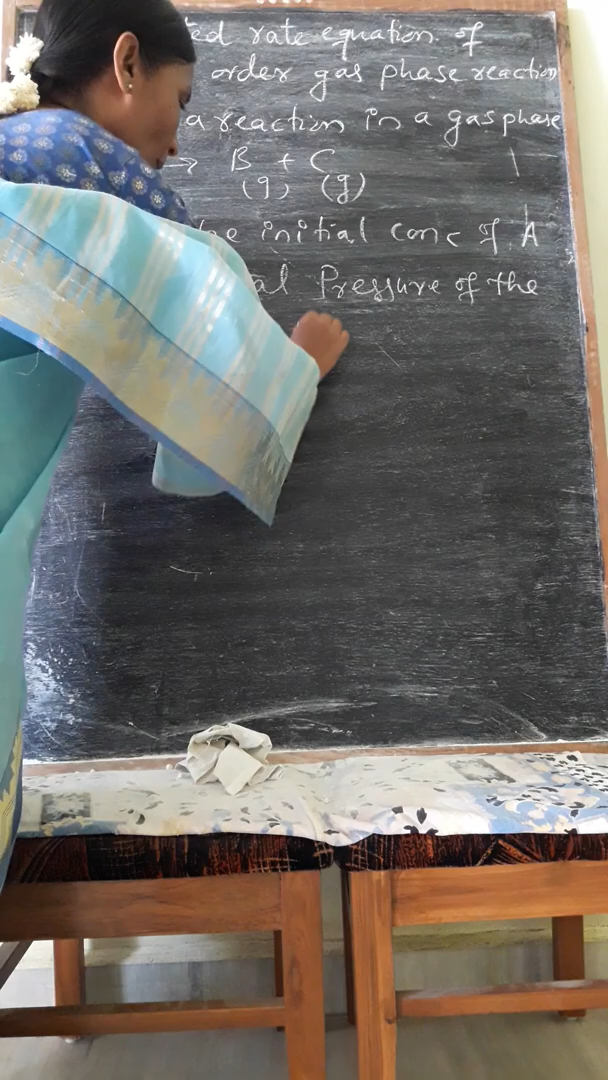 ted rate equation of
order gas phase reaction
a reaction in a gas phase
→ B + C
(g) (g)
he initial conc of A
al Pressure of the